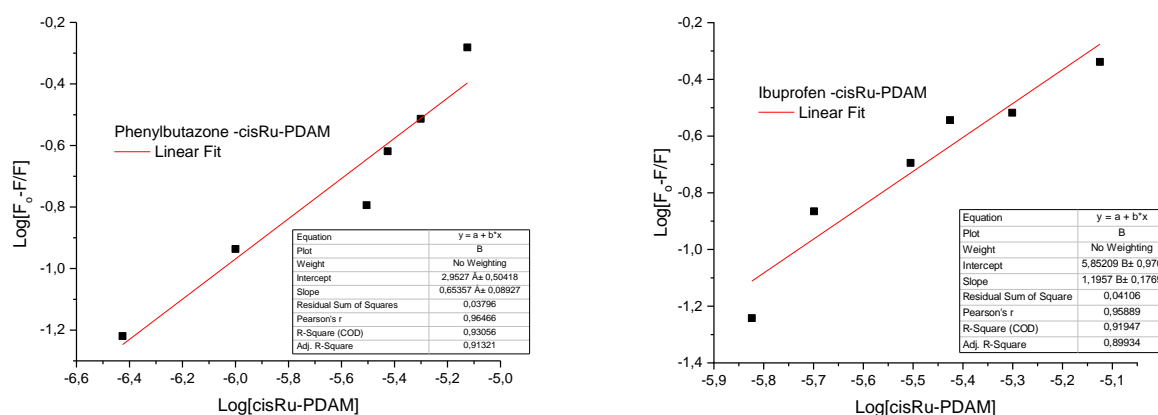 -0,2
-0,4
-0,6
-0,8
-1,0
-1,2
Log[Fo-F/F]
Phenylbutazone -cisRu-PDAM
Linear Fit
Equation y = a + b*x
Plot B
Weight No Weighting
Intercept 2,9527 Â± 0,50418
Slope 0,65357 Â± 0,08927
Residual Sum of Squares 0,03796
Pearson's r 0,96466
R-Square (COD) 0,93056
Adj. R-Square 0,91321
-6,6 -6,4 -6,2 -6,0 -5,8 -5,6 -5,4 -5,2 -5,0
Log[cisRu-PDAM]
-0,2
-0,4
-0,6
-0,8
-1,0
-1,2
-1,4
Log[Fo-F/F]
Ibuprofen -cisRu-PDAM
Linear Fit
Equation y = a + b*x
Plot B
Weight No Weighting
Intercept 5,85209 В± 0,970
Slope 1,1957 В± 0,1769
Residual Sum of Square 0,04106
Pearson's r 0,95889
R-Square (COD) 0,91947
Adj. R-Square 0,89934
-5,9 -5,8 -5,7 -5,6 -5,5 -5,4 -5,3 -5,2 -5,1
Log[cisRu-PDAM]